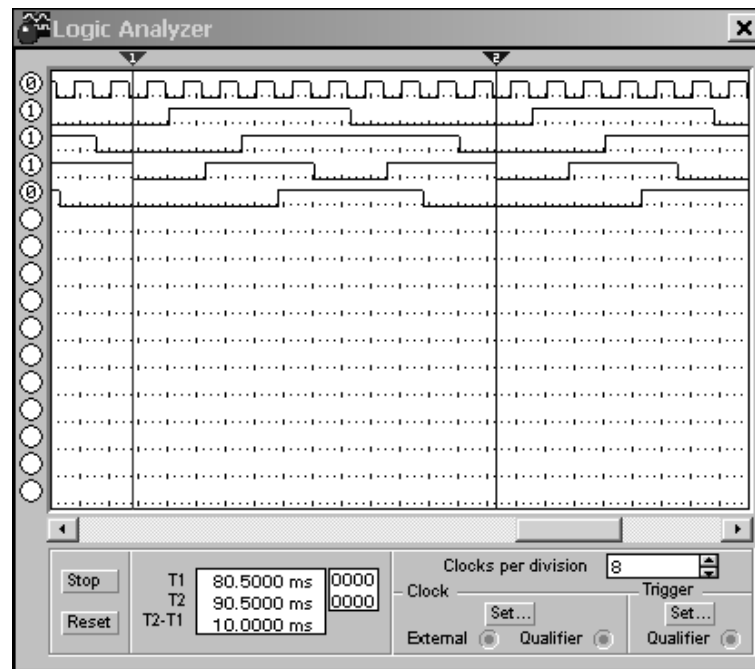 Logic Analyzer
1 2
0
1
1
1
0
Clocks per division 8
Stop T1 80.5000 ms 0000
T2 90.5000 ms 0000
Reset T2-T1 10.0000 ms
Clock Trigger
Set... Set...
External Qualifier Qualifier